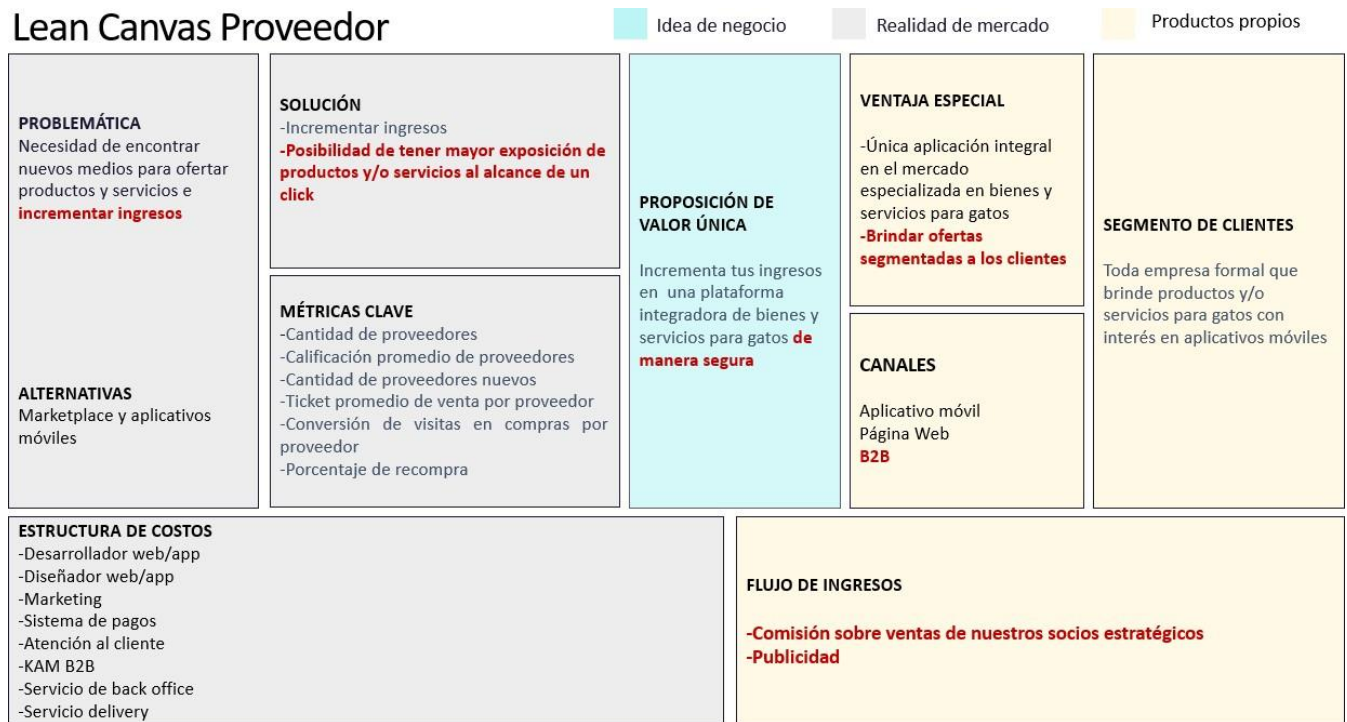 Lean Canvas Proveedor
Idea de negocio
Realidad de mercado
Productos propios
PROBLEMÁTICA
Necesidad de encontrar
nuevos medios para ofertar
productos y servicios e
incrementar ingresos
ALTERNATIVAS
Marketplace y aplicativos
móviles
SOLUCIÓN
-Incrementar ingresos
-Posibilidad de tener mayor exposición de
productos y/o servicios al alcance de un
click
MÉTRICAS CLAVE
-Cantidad de proveedores
-Calificación promedio de proveedores
-Cantidad de proveedores nuevos
-Ticket promedio de venta por proveedor
-Conversión de visitas en compras por
proveedor
-Porcentaje de recompra
PROPOSICIÓN DE
VALOR ÚNICA
Incrementa tus ingresos
en una plataforma
integradora de bienes y
servicios para gatos de
manera segura
VENTAJA ESPECIAL
-Única aplicación integral
en el mercado
especializada en bienes y
servicios para gatos
-Brindar ofertas
segmentadas a los clientes
CANALES
Aplicativo móvil
Página Web
B2B
SEGMENTO DE CLIENTES
Toda empresa formal que
brinde productos y/o
servicios para gatos con
interés en aplicativos móviles
ESTRUCTURA DE COSTOS
-Desarrollador web/app
-Diseñador web/app
-Marketing
-Sistema de pagos
-Atención al cliente
-KAM B2B
-Servicio de back office
-Servicio delivery
FLUJO DE INGRESOS
-Comisión sobre ventas de nuestros socios estratégicos
-Publicidad